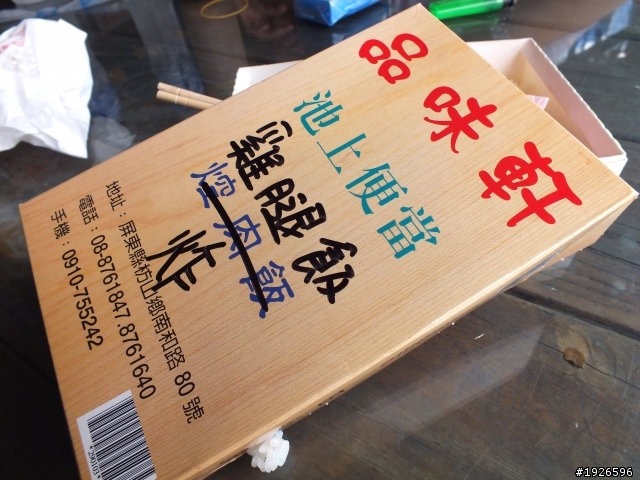 品味軒
池上便當
雞腿飯
焢肉飯
炸
地址：屏東縣枋山鄉南和路 80 號
電話：08-8761847.8761640
手機：0910-755242
#1926596